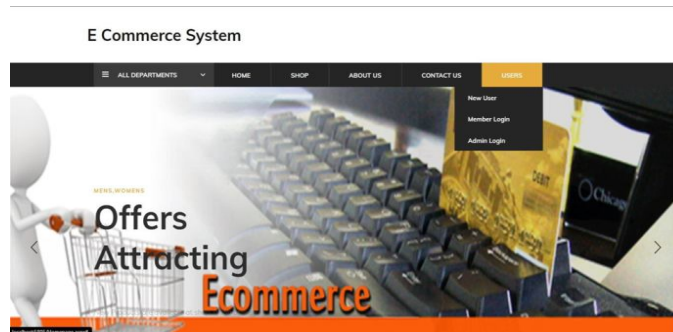 E Commerce System
ALL DEPARTMENTS
HOME
SHOP
ABOUT US
CONTACT US
USERS
New User
Member Login
Admin Login
MENS,WOMENS
DEBIT
Chicago
Offers
Attracting
Ecommerce